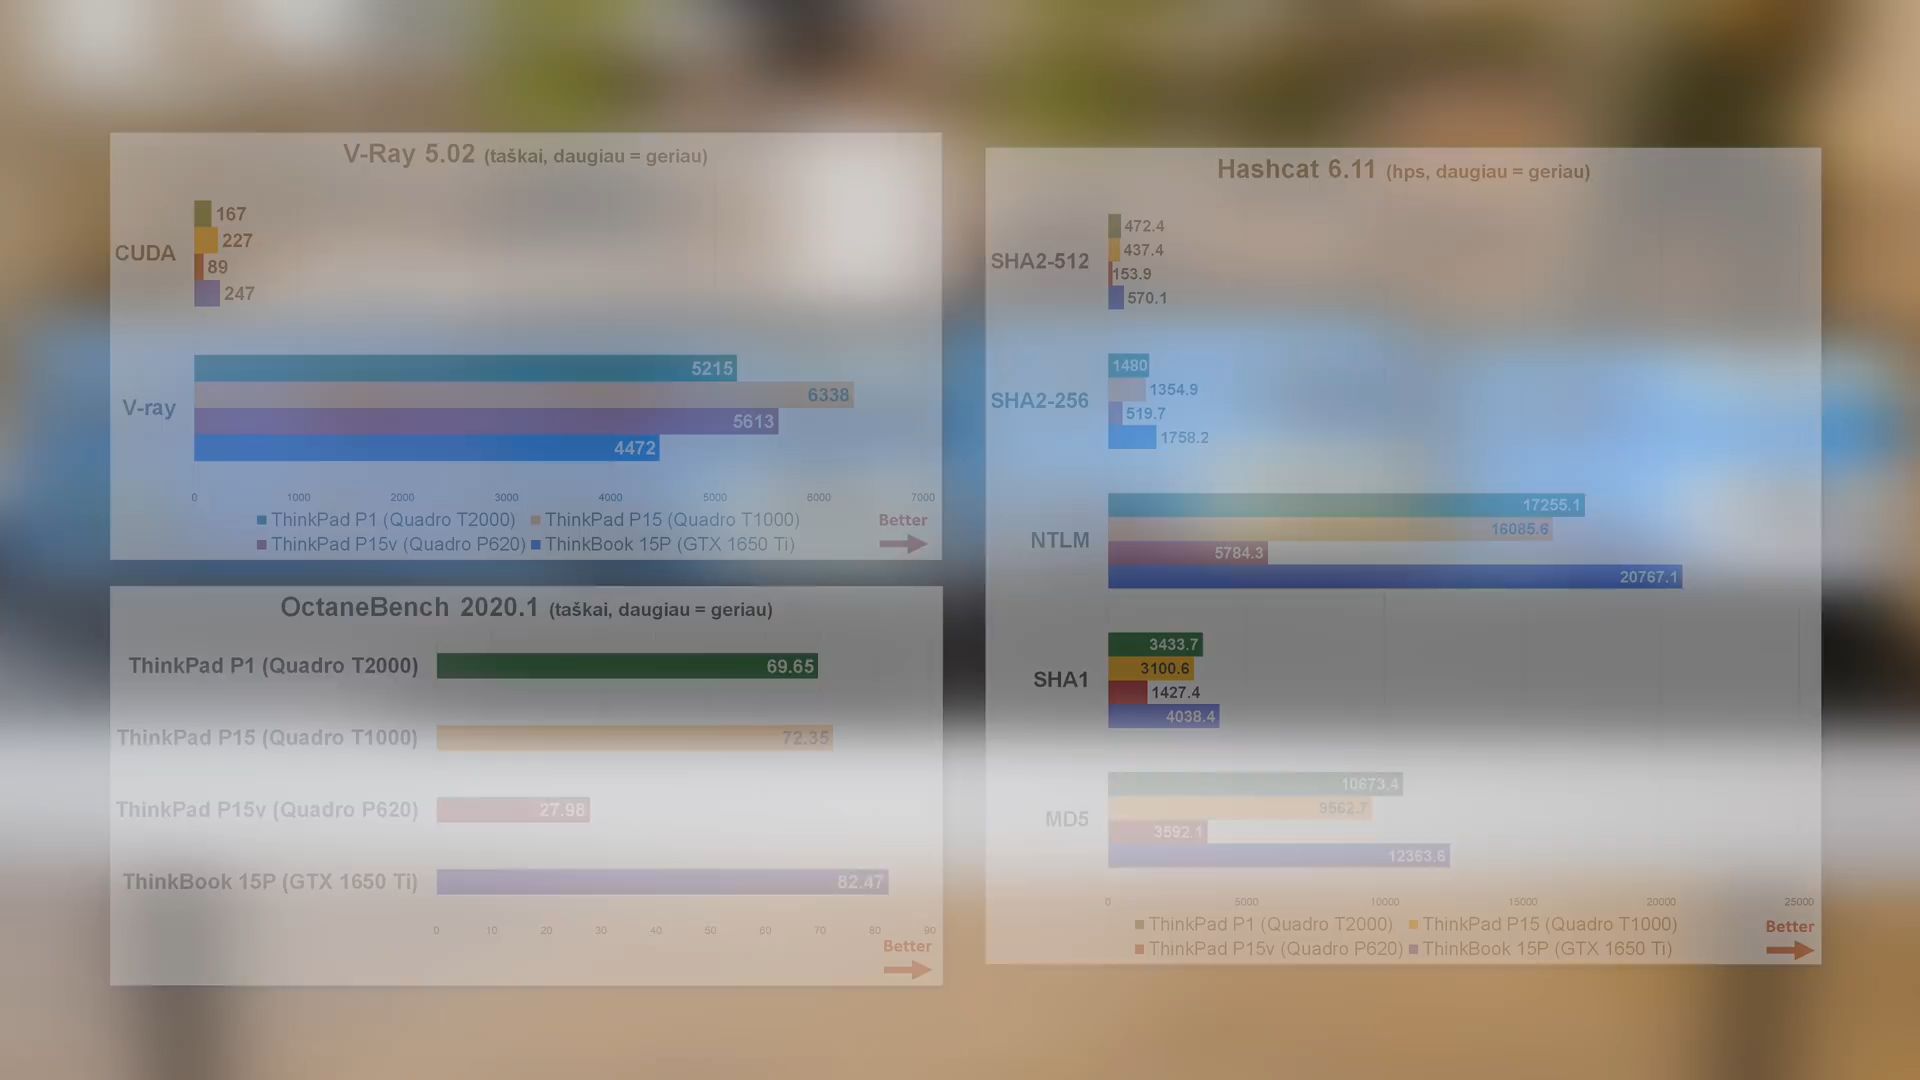 V-Ray 5.02 (taškai, daugiau = geriau)
CUDA
167
227
89
247
V-ray
5215
6338
5613
4472
0 1000 2000 3000 4000 5000 6000 7000
ThinkPad P1 (Quadro T2000) ThinkPad P15 (Quadro T1000)
ThinkPad P15v (Quadro P620) ThinkBook 15P (GTX 1650 Ti)
Better
OctaneBench 2020.1 (taškai, daugiau = geriau)
ThinkPad P1 (Quadro T2000) 69.65
ThinkPad P15 (Quadro T1000) 72.35
ThinkPad P15v (Quadro P620) 27.98
ThinkBook 15P (GTX 1650 Ti) 82.47
0 10 20 30 40 50 60 70 80 90
Better
Hashcat 6.11 (hps, daugiau = geriau)
SHA2-512
472.4
437.4
153.9
570.1
SHA2-256
1480
1354.9
519.7
1758.2
NTLM
17255.1
16085.6
5784.3
20767.1
SHA1
3433.7
3100.6
1427.4
4038.4
MD5
10673.4
9562.7
3592.1
12363.6
0 5000 10000 15000 20000 25000
ThinkPad P1 (Quadro T2000) ThinkPad P15 (Quadro T1000)
ThinkPad P15v (Quadro P620) ThinkBook 15P (GTX 1650 Ti)
Better